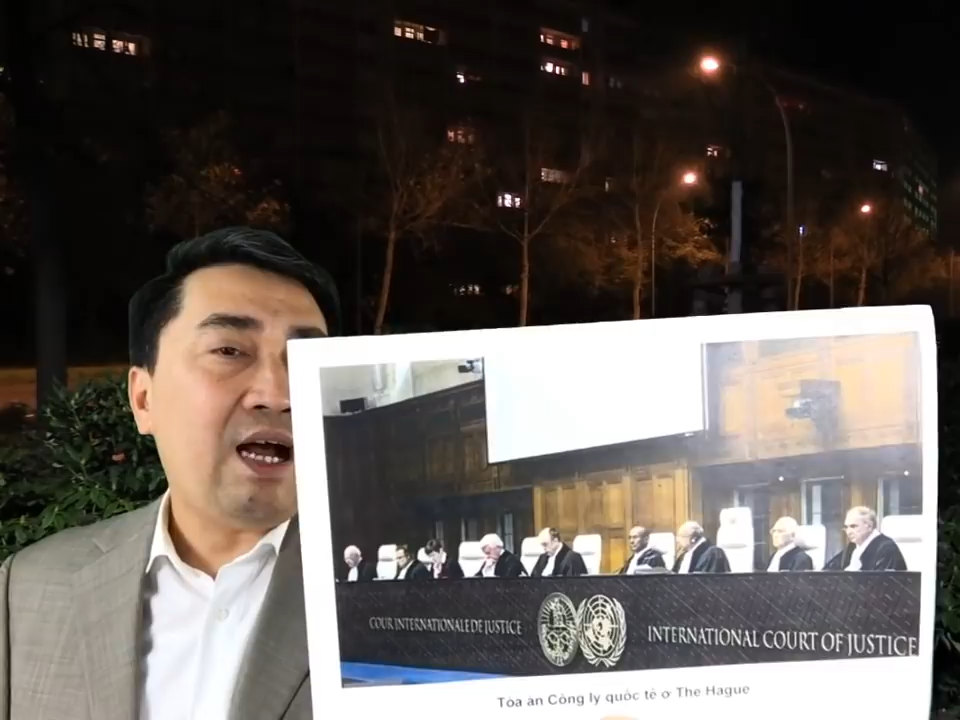 COUR INTERNATIONALE DE JUSTICE
INTERNATIONAL COURT OF JUSTICE
Tòa án Công lý quốc tế ở The Hague